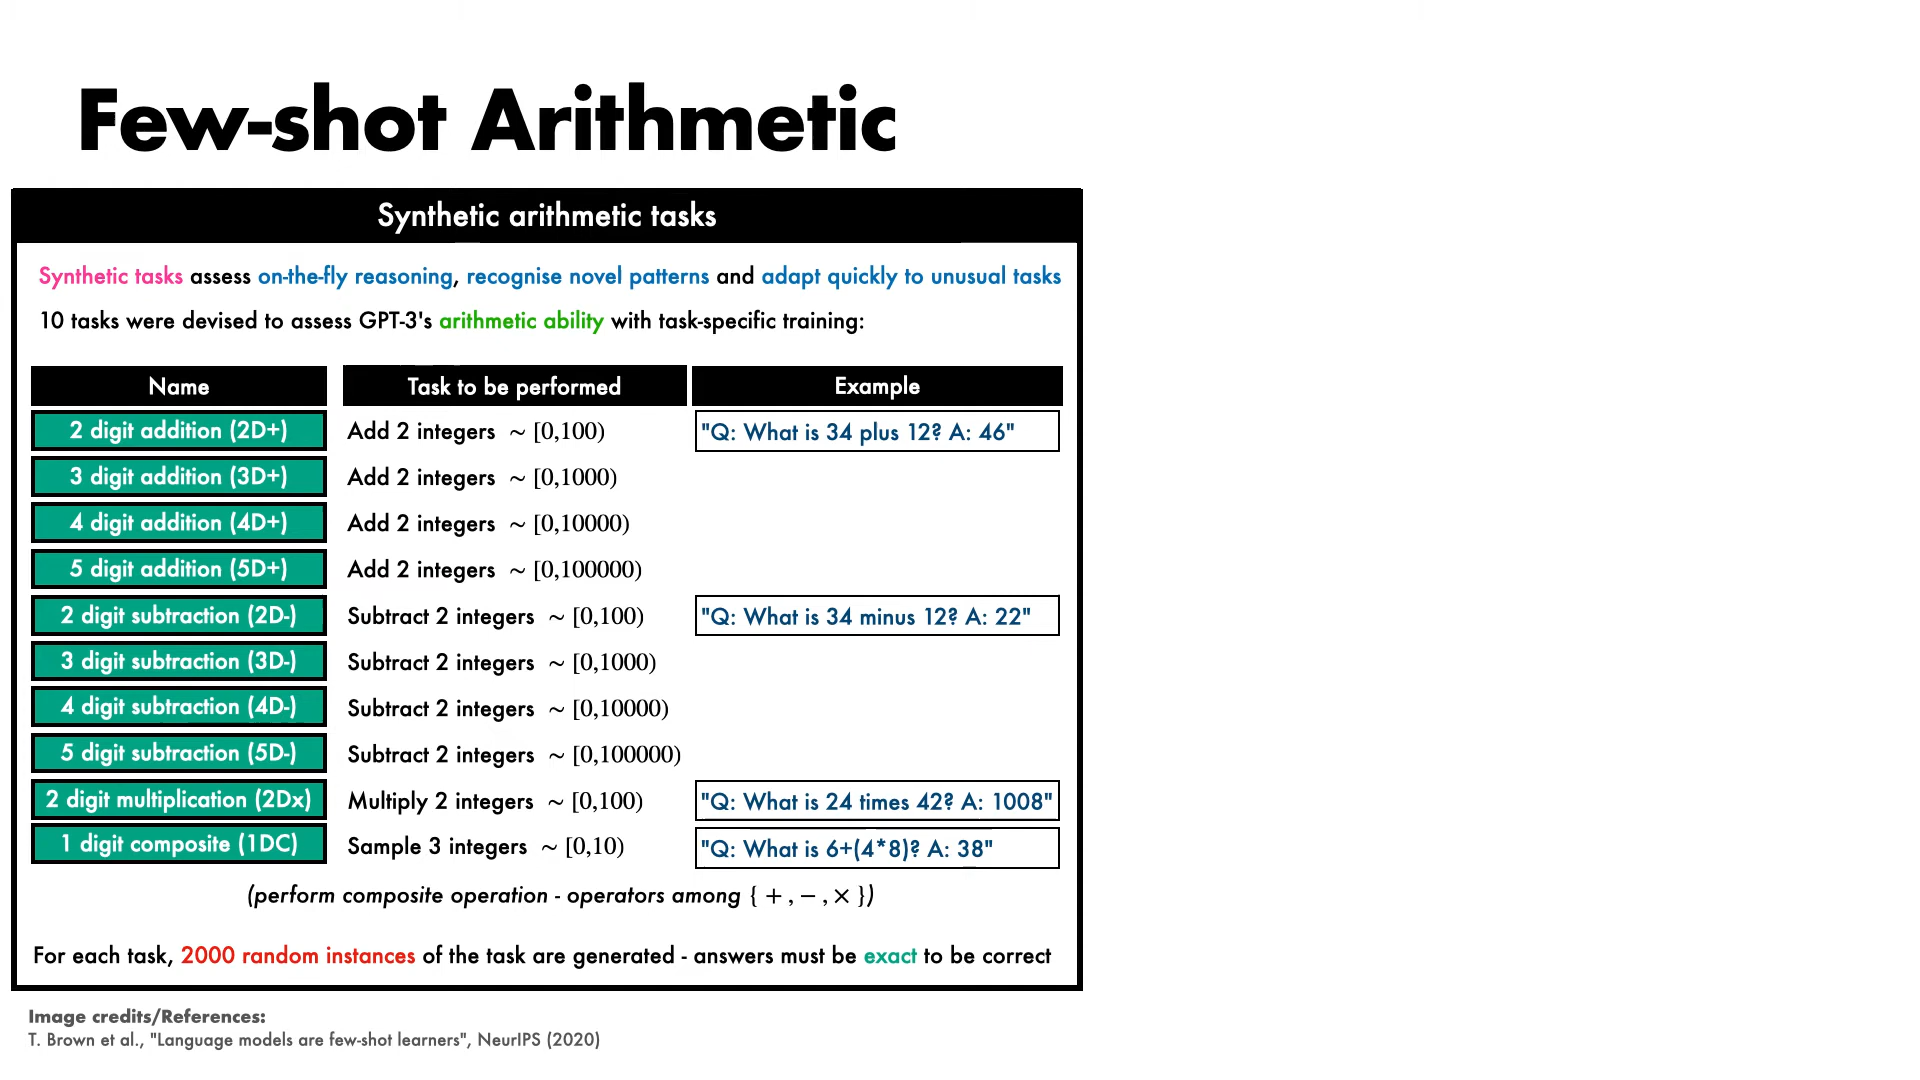 Few-shot Arithmetic
Synthetic arithmetic tasks
Synthetic tasks assess on-the-fly reasoning, recognise novel patterns and adapt quickly to unusual tasks
10 tasks were devised to assess GPT-3's arithmetic ability with task-specific training:
Name Task to be performed Example
2 digit addition (2D+) Add 2 integers ~ [0,100) "Q: What is 34 plus 12? A: 46"
3 digit addition (3D+) Add 2 integers ~ [0,1000)
4 digit addition (4D+) Add 2 integers ~ [0,10000)
5 digit addition (5D+) Add 2 integers ~ [0,100000)
2 digit subtraction (2D-) Subtract 2 integers ~ [0,100) "Q: What is 34 minus 12? A: 22"
3 digit subtraction (3D-) Subtract 2 integers ~ [0,1000)
4 digit subtraction (4D-) Subtract 2 integers ~ [0,10000)
5 digit subtraction (5D-) Subtract 2 integers ~ [0,100000)
2 digit multiplication (2Dx) Multiply 2 integers ~ [0,100) "Q: What is 24 times 42? A: 1008"
1 digit composite (1DC) Sample 3 integers ~ [0,10) "Q: What is 6+(4*8)? A: 38"
(perform composite operation - operators among { + , − , × })
For each task, 2000 random instances of the task are generated - answers must be exact to be correct
Image credits/References:
T. Brown et al., "Language models are few-shot learners", NeurIPS (2020)